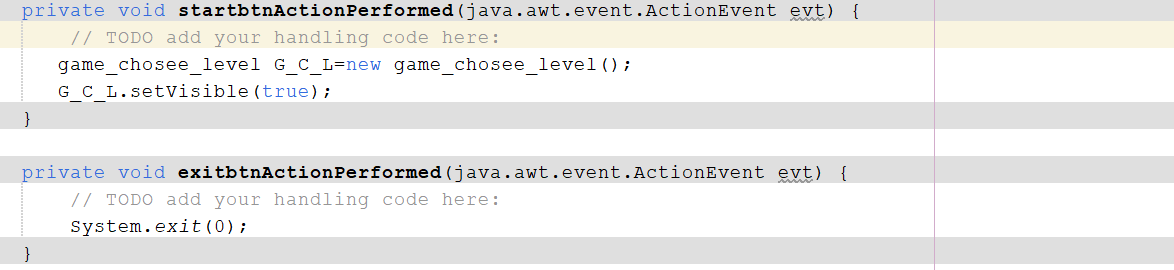 private void startbtnActionPerformed(java.awt.event.ActionEvent evt) {
// TODO add your handling code here:
game_chosee_level G_C_L=new game_chosee_level();
G_C_L.setVisible(true);
}
private void exitbtnActionPerformed(java.awt.event.ActionEvent evt) {
// TODO add your handling code here:
System.exit(0);
}